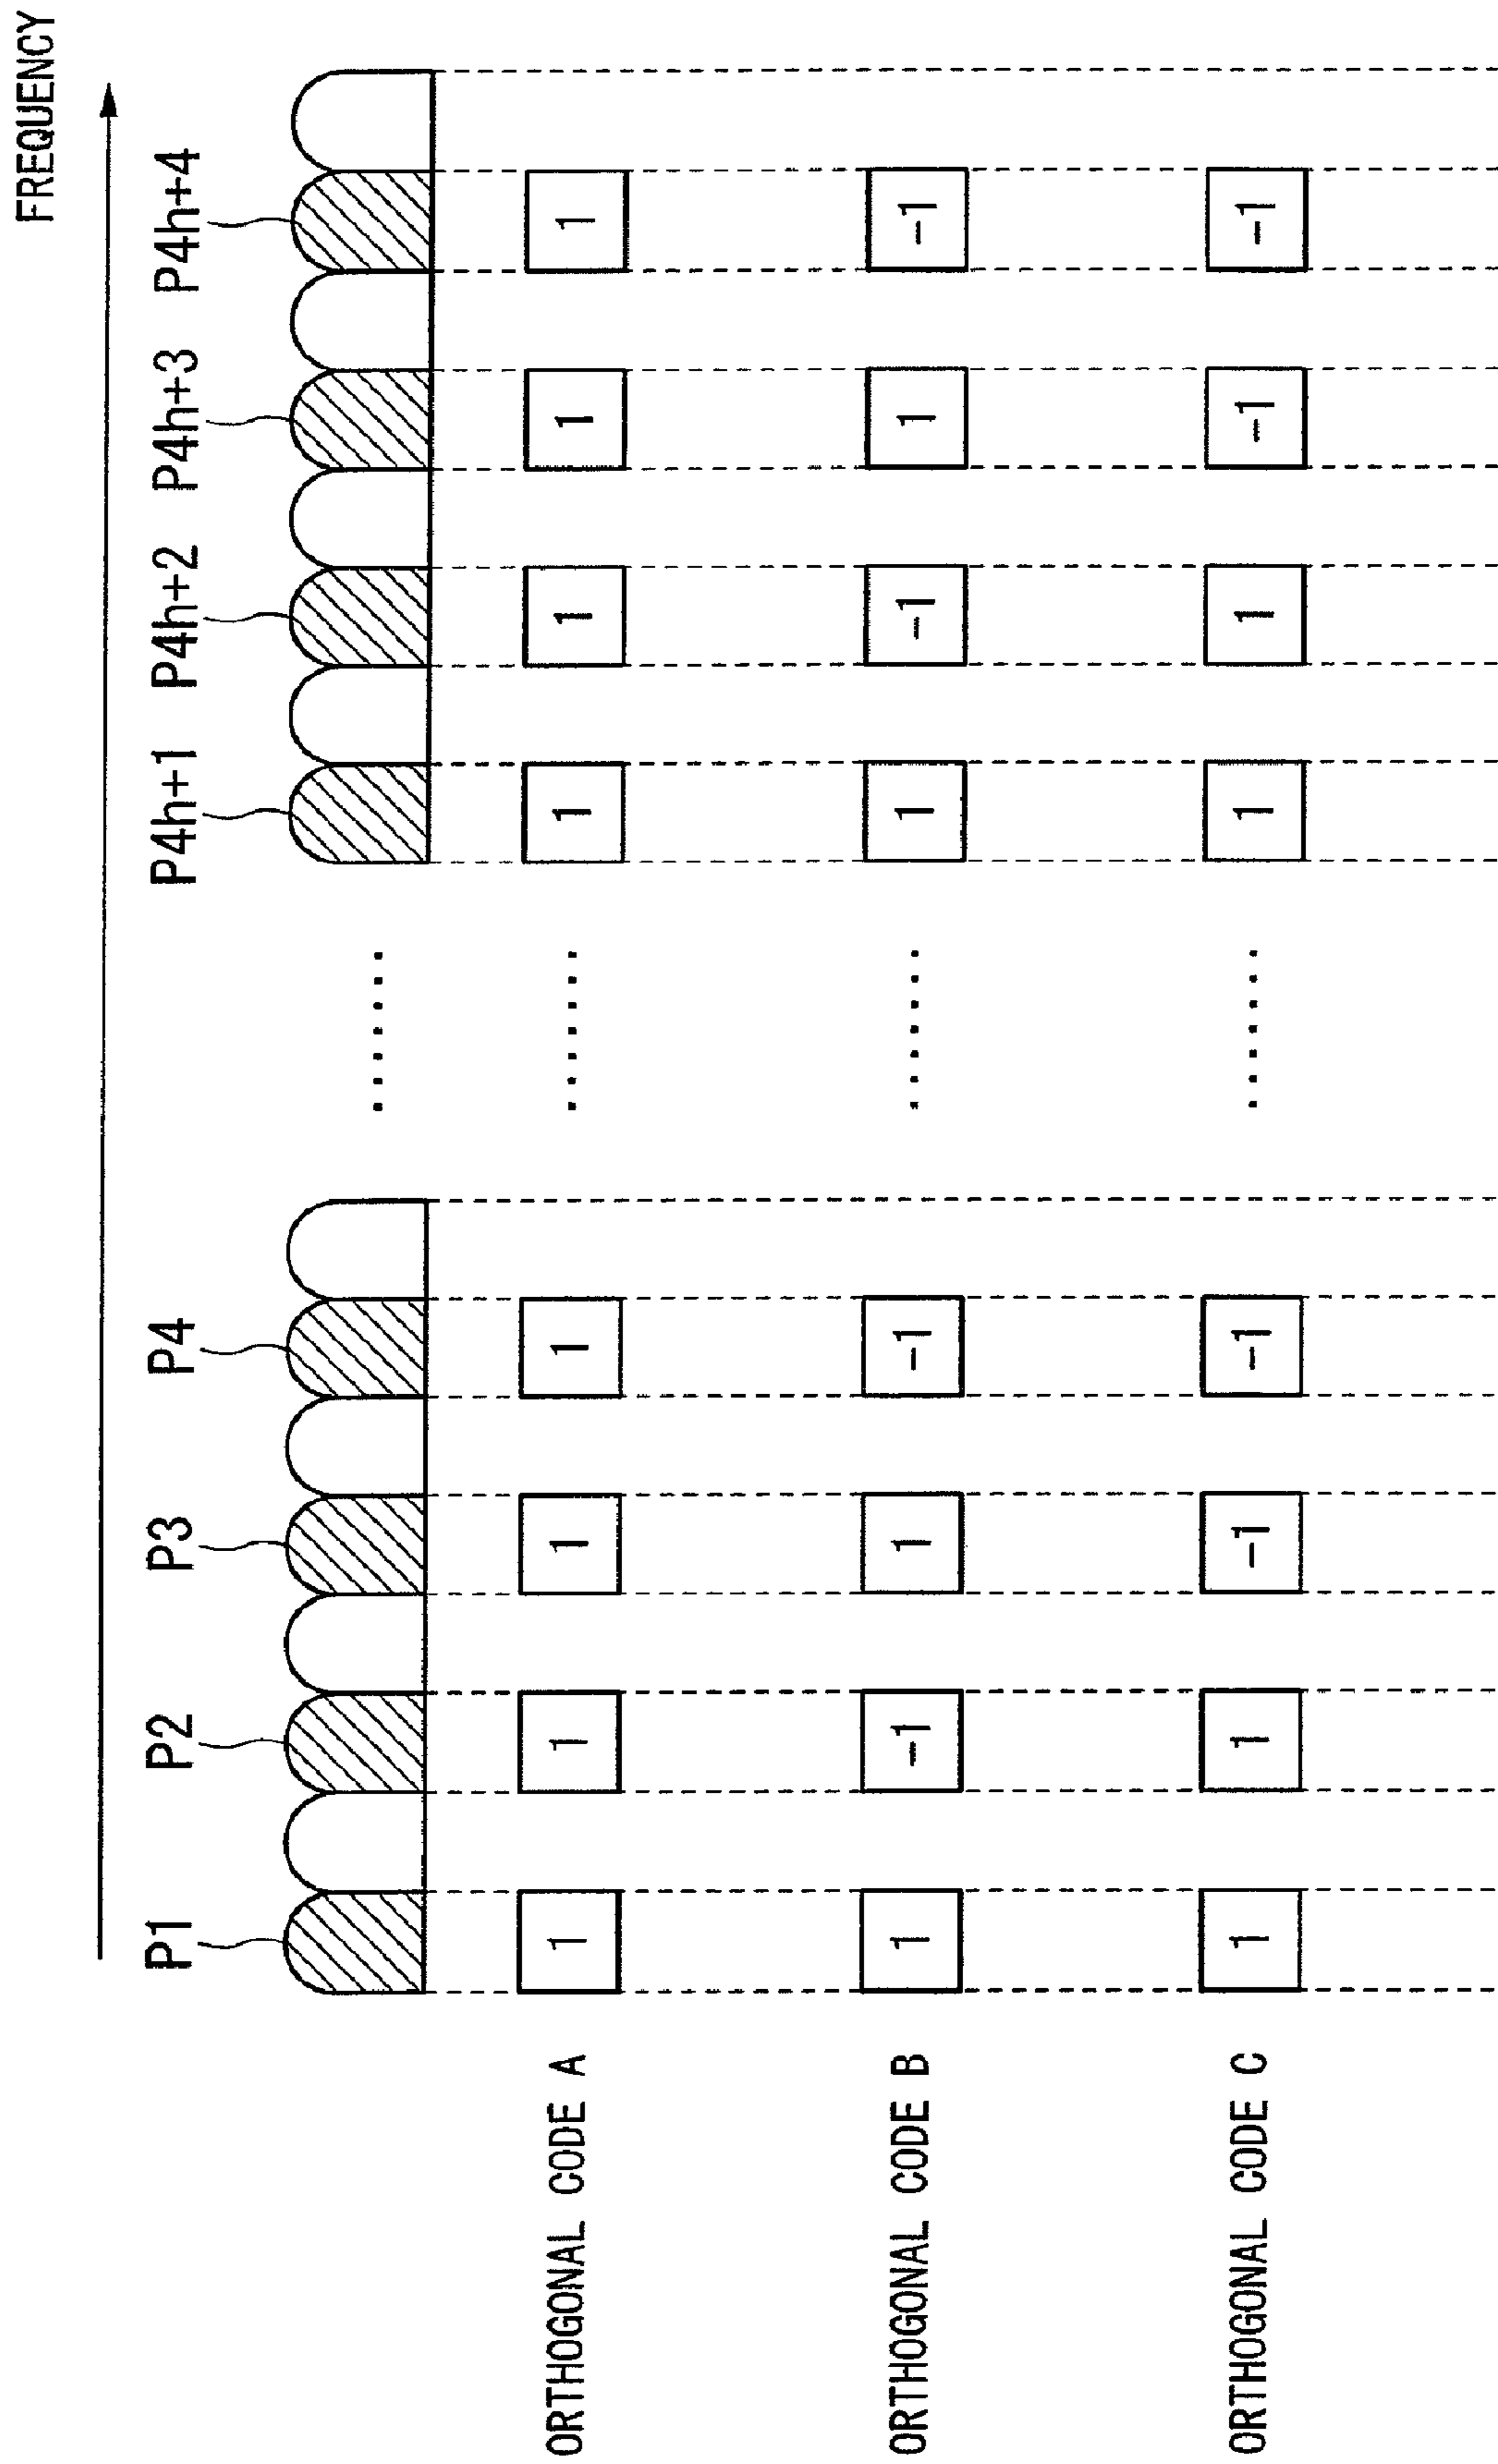 FREQUENCY
P1 P2 P3 P4 P4h+1 P4h+2 P4h+3 P4h+4
ORTHOGONAL CODE A 1 1 1 1 1 1 1 1
ORTHOGONAL CODE B 1 -1 1 -1 1 -1 1 -1
ORTHOGONAL CODE C 1 1 -1 -1 1 1 -1 -1